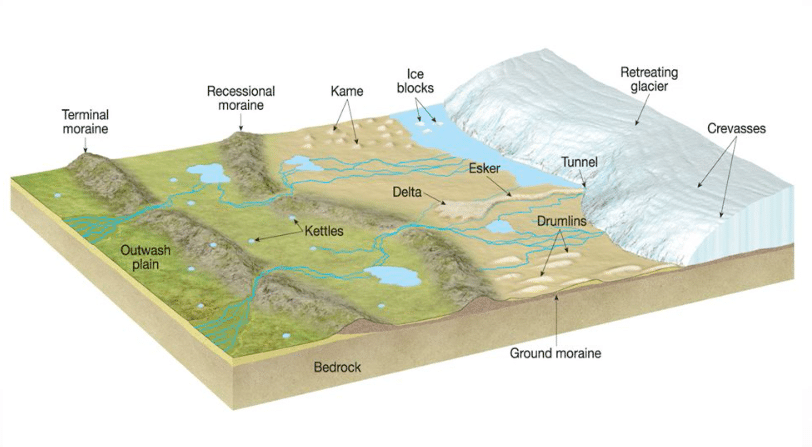 Ice
blocks
Retreating
glacier
Recessional
moraine
Kame
Terminal
moraine
Crevasses
Tunnel
Esker
Delta
Drumlins
Kettles
Outwash
plain
Ground moraine
Bedrock